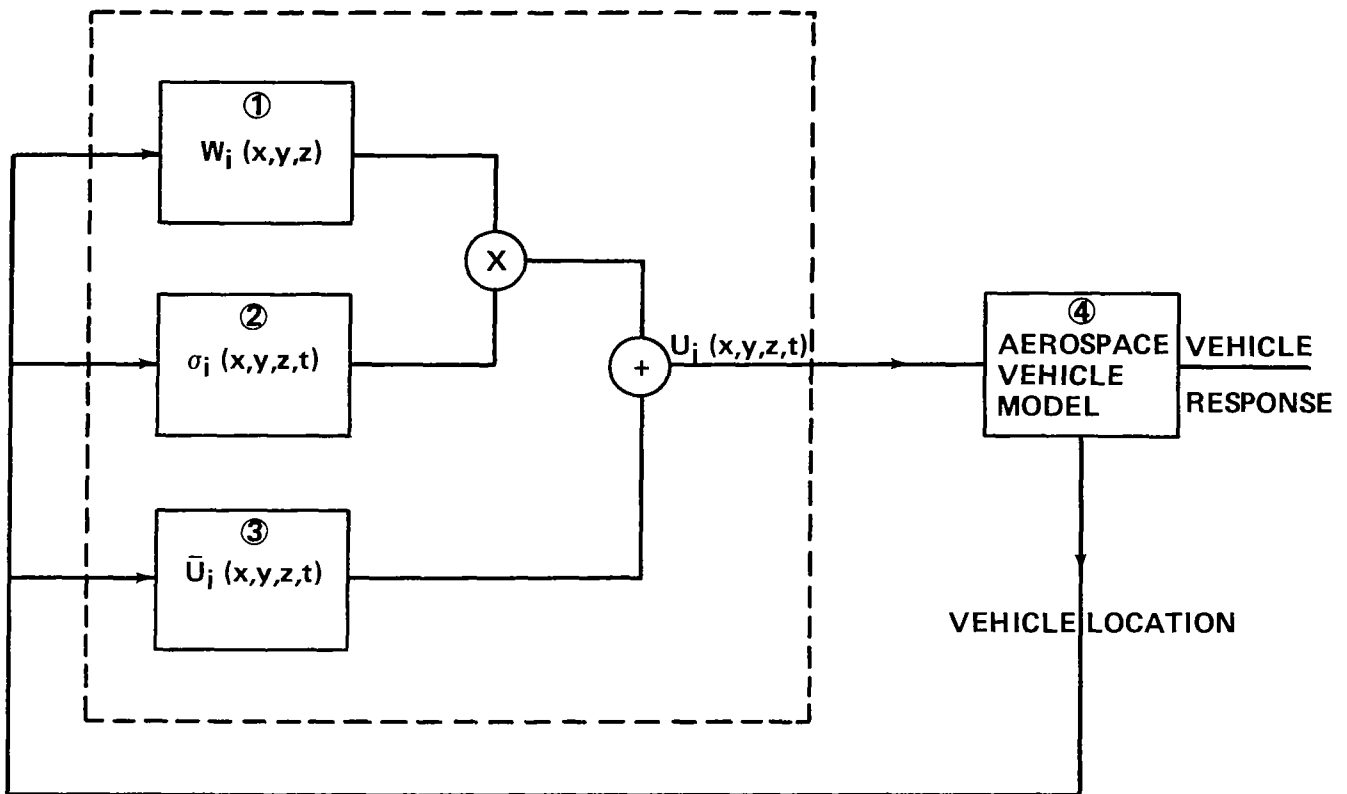 ①
Wi (x,y,z)
②
σi (x,y,z,t)
③
Ūi (x,y,z,t)
X
+
Ui (x,y,z,t)
④
AEROSPACE
VEHICLE
MODEL
VEHICLE
RESPONSE
VEHICLE LOCATION